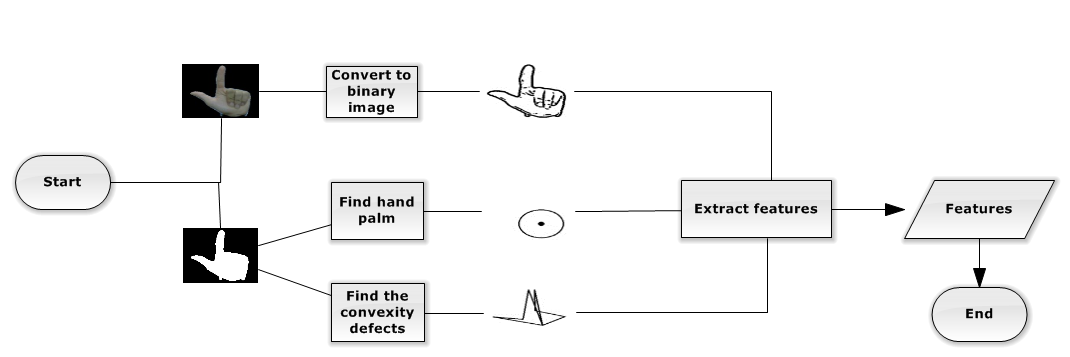 Convert to
binary
image
Start
Find hand
palm
Extract features
Features
Find the
convexity
defects
End